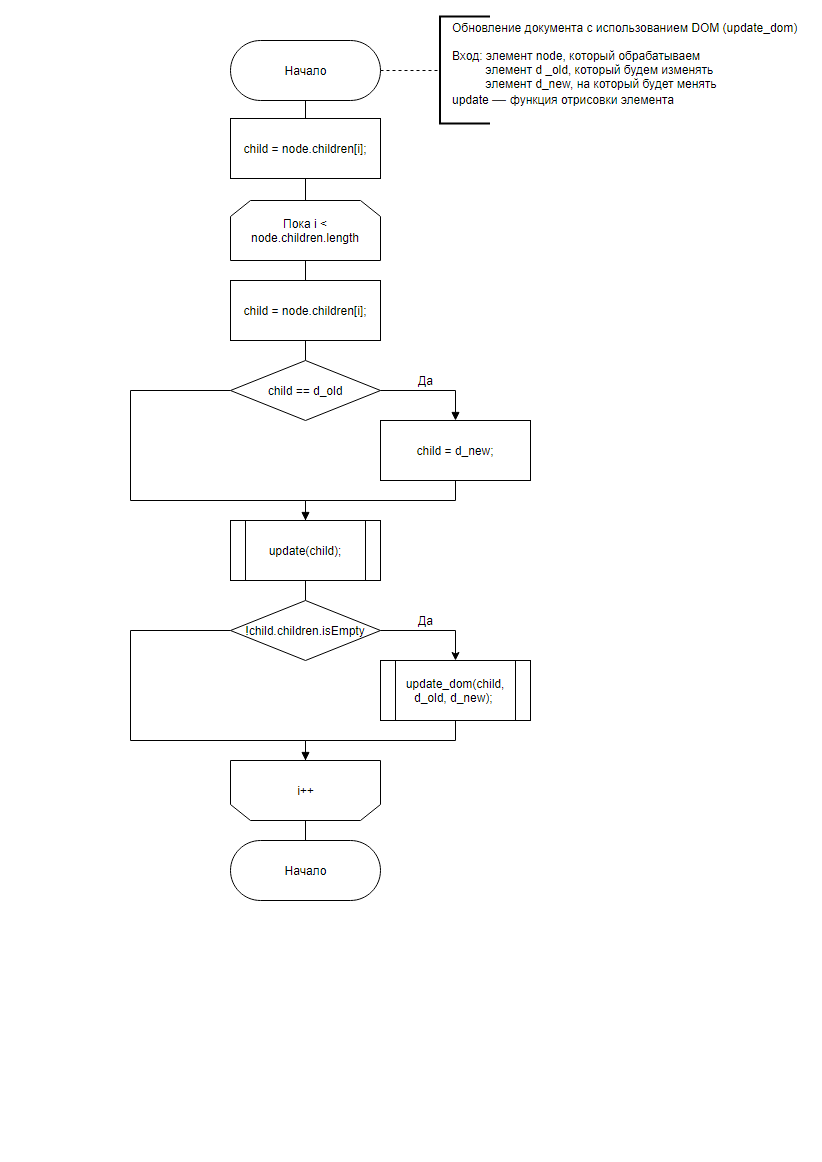 Обновление документа с использованием DOM (update_dom)
Вход: элемент node, который обрабатываем
элемент d _old, который будем изменять
элемент d_new, на который будет менять
update — функция отрисовки элемента
Начало
child = node.children[i];
Пока i <
node.children.length
child = node.children[i];
child == d_old
Да
child = d_new;
update(child);
!child.children.isEmpty
Да
update_dom(child,
d_old, d_new);
i++
Начало